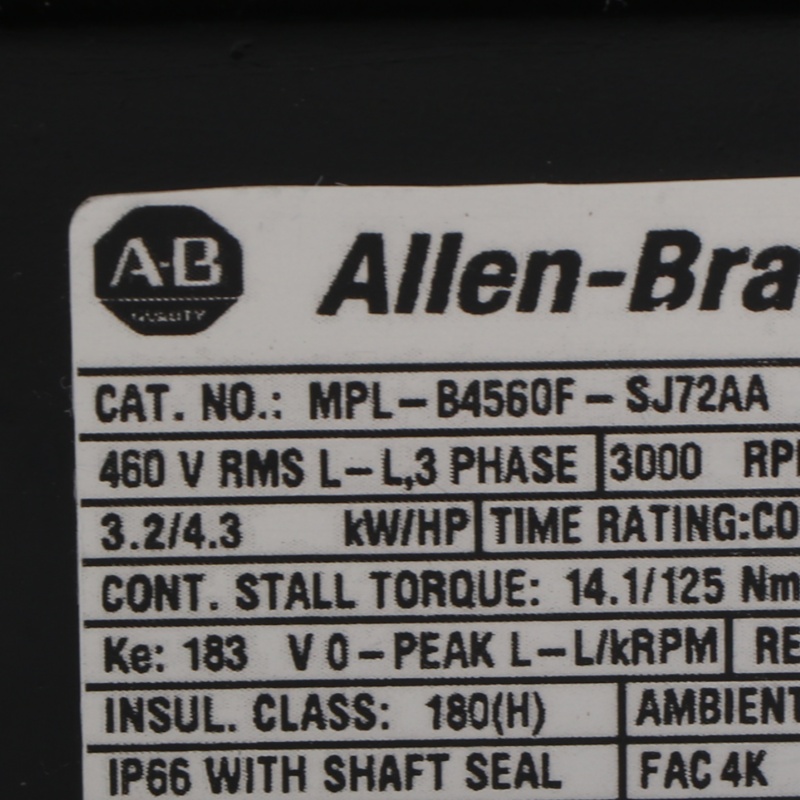 A-B
QUALITY
Allen-Bra
CAT. NO.: MPL-B4560F-SJ72AA
460 V RMS L-L,3 PHASE 3000 RP
3.2/4.3 kW/HP TIME RATING:CO
CONT. STALL TORQUE: 14.1/125 Nm
Ke: 183 V 0-PEAK L-L/kRPM RE
INSUL. CLASS: 180(H) AMBIENT
IP66 WITH SHAFT SEAL FAC 4K